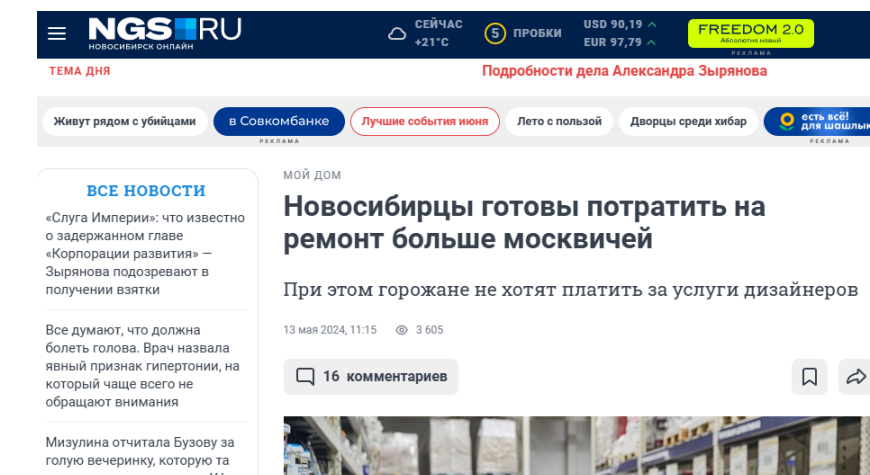 NGS RU
НОВОСИБИРСК ОНЛАЙН
СЕЙЧАС
+21°C
5 ПРОБКИ
USD 90,19
EUR 97,79
FREEDOM 2.0
Абсолютно новый
РЕКЛАМА
ТЕМА ДНЯ
Подробности дела Александра Зырянова
Живут рядом с убийцами
в Совкомбанке
Лучшие события июня
Лето с пользой
Дворцы среди хибар
есть всё!
для шашлык
РЕКЛАМА
РЕКЛАМА
ВСЕ НОВОСТИ
«Слуга Империи»: что известно
о задержанном главе
«Корпорации развития» —
Зырянова подозревают в
получении взятки
Все думают, что должна
болеть голова. Врач назвала
явный признак гипертонии, на
который чаще всего не
обращают внимания
Мизулина отчитала Бузову за
голую вечеринку, которую та
МОЙ ДОМ
Новосибирцы готовы потратить на
ремонт больше москвичей
При этом горожане не хотят платить за услуги дизайнеров
13 мая 2024, 11:15
3 605
16 комментариев